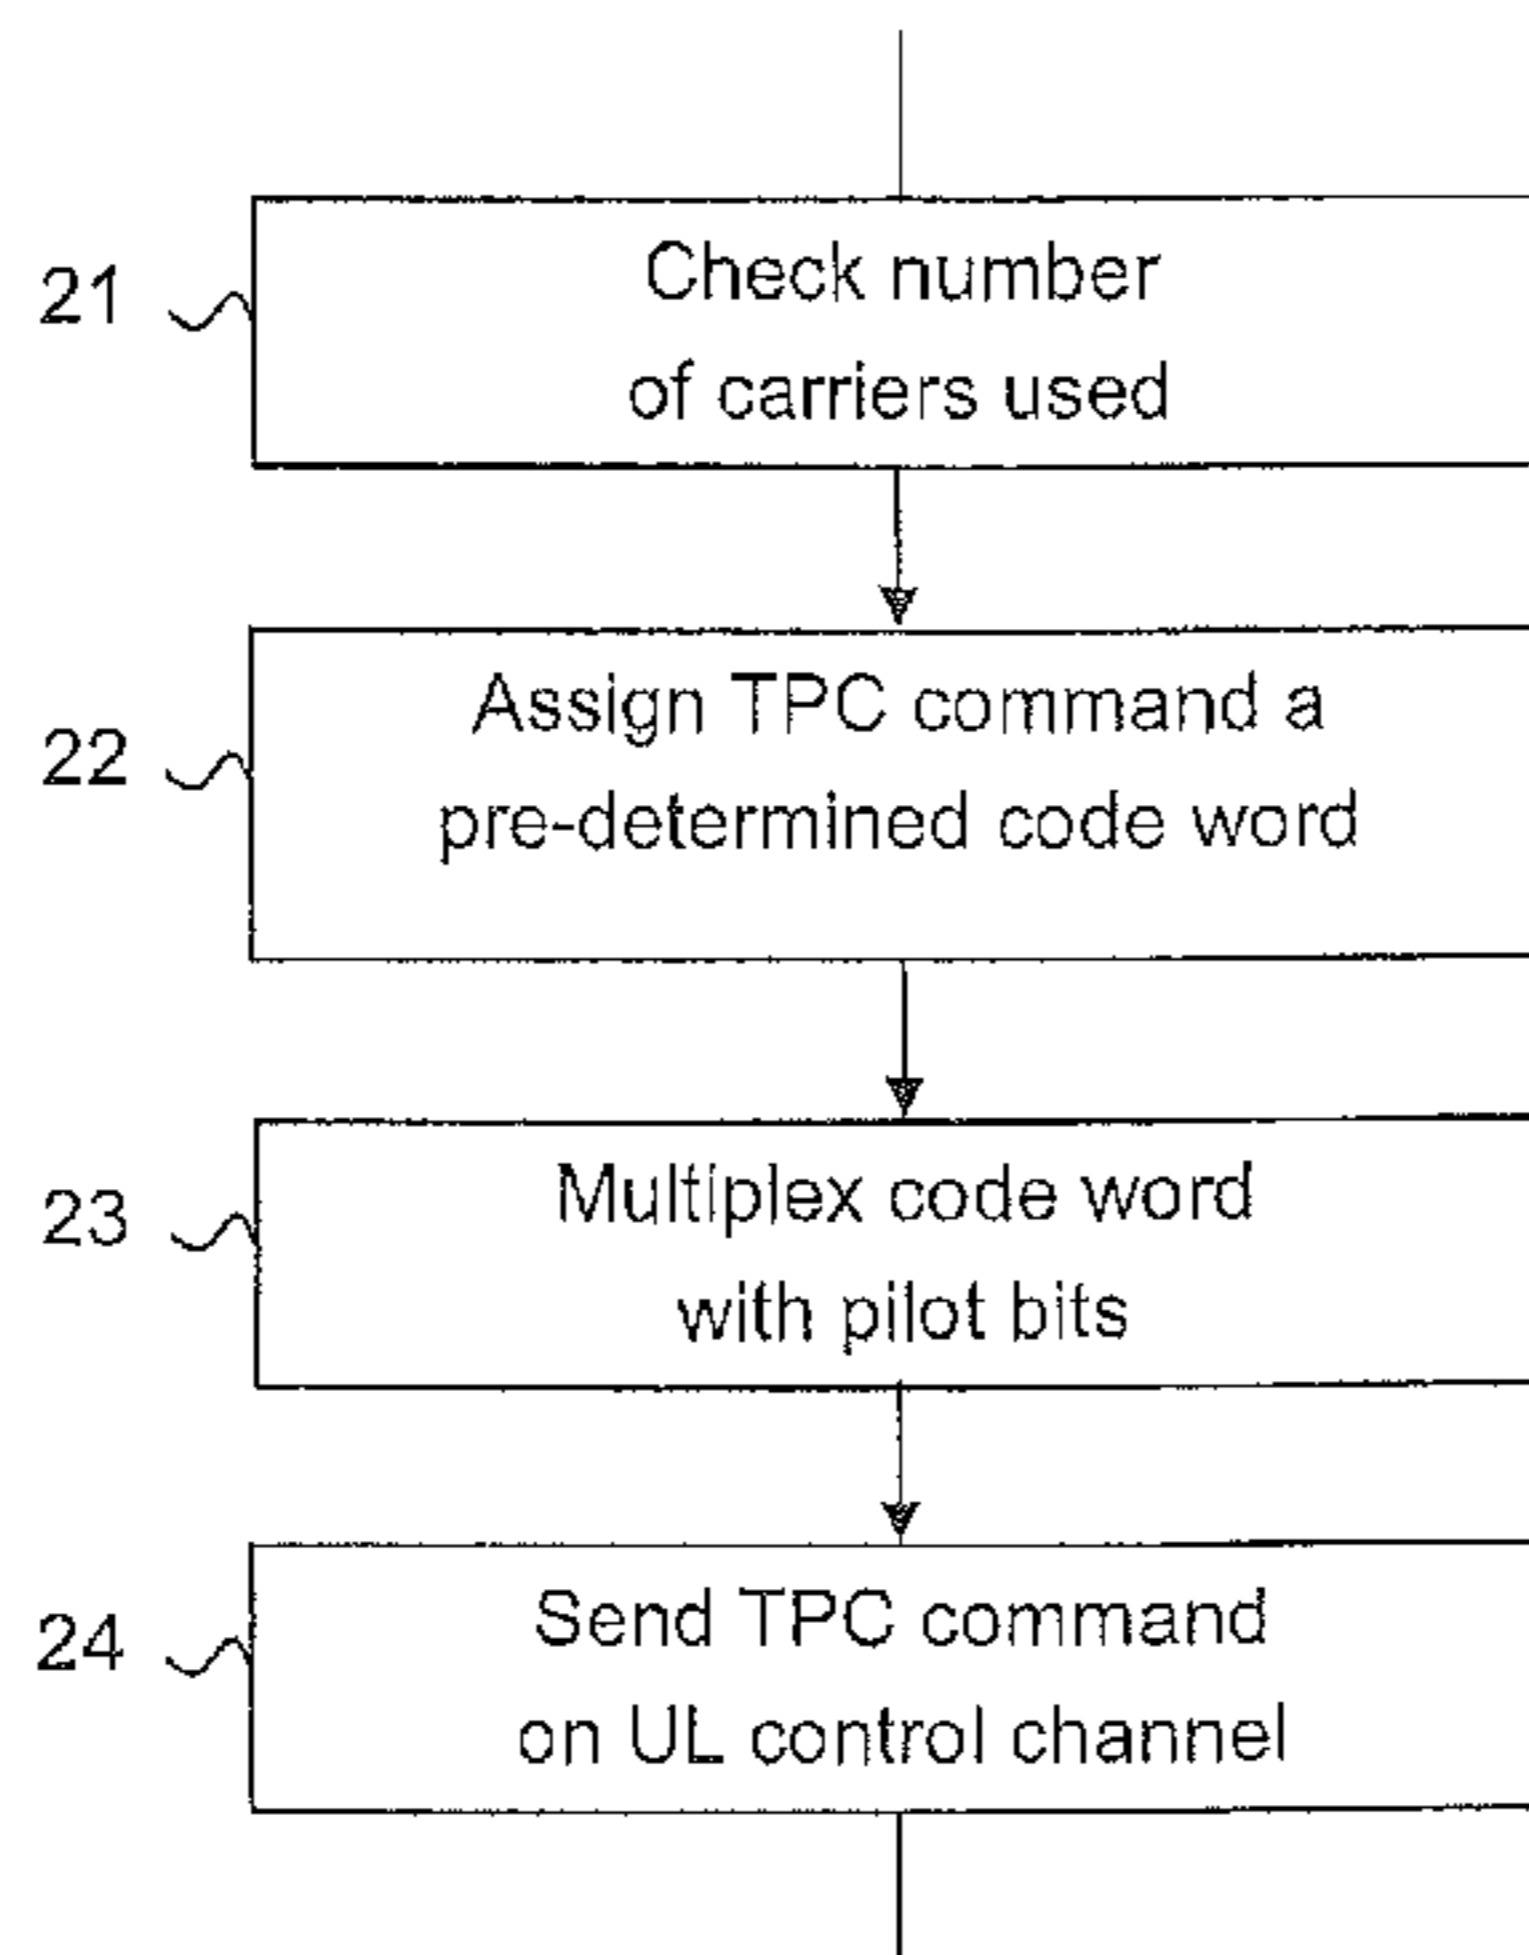 21
Check number
of carriers used
22
Assign TPC command a
pre-determined code word
23
Multiplex code word
with pilot bits
24
Send TPC command
on UL control channel